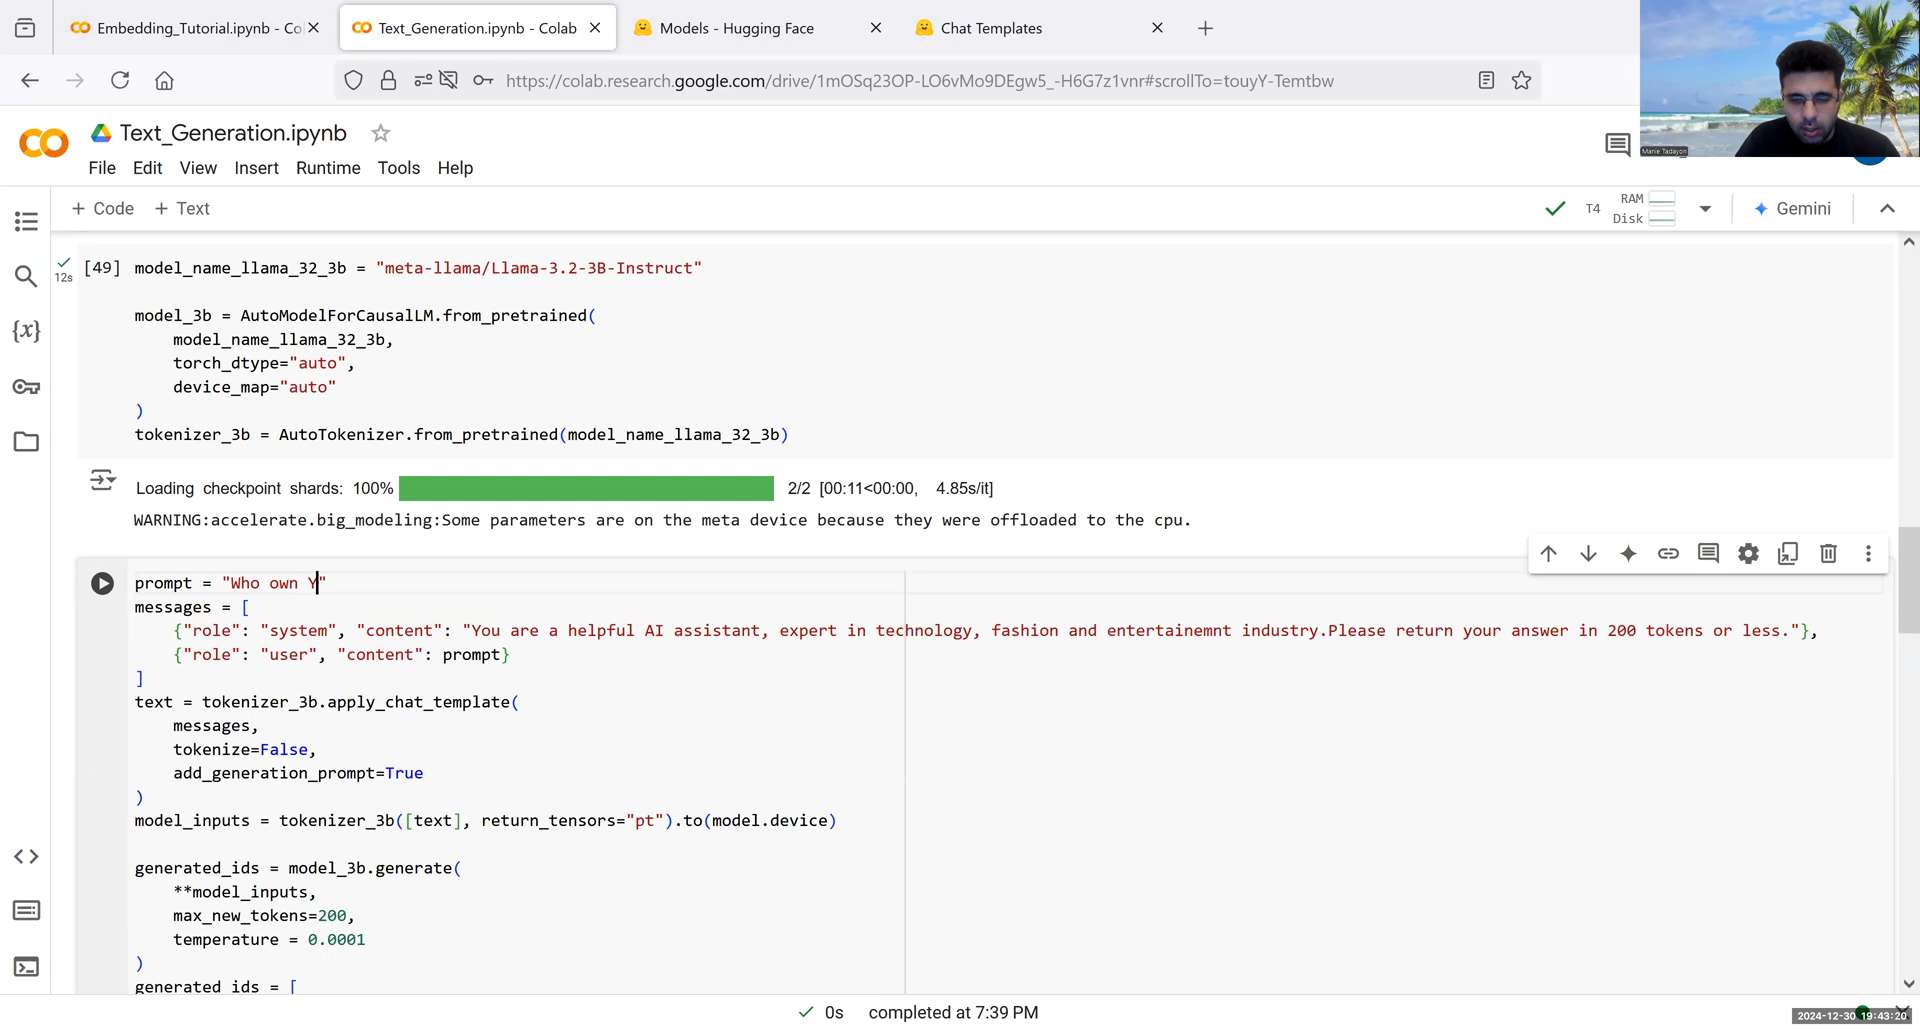 Embedding_Tutorial.ipynb - Co
Text_Generation.ipynb - Colab
Models - Hugging Face
Chat Templates
https://colab.research.google.com/drive/1mOSq23OP-LO6vMo9DEgw5_-H6G7z1vnr#scrollTo=touyY-Temtbw
Marie Tadayon
Text_Generation.ipynb
File Edit View Insert Runtime Tools Help
+ Code + Text
T4
RAM
Disk
Gemini
[49] model_name_llama_32_3b = "meta-llama/Llama-3.2-3B-Instruct"
12s
model_3b = AutoModelForCausalLM.from_pretrained(
model_name_llama_32_3b,
torch_dtype="auto",
device_map="auto"
)
tokenizer_3b = AutoTokenizer.from_pretrained(model_name_llama_32_3b)
Loading checkpoint shards: 100% 2/2 [00:11<00:00, 4.85s/it]
WARNING:accelerate.big_modeling:Some parameters are on the meta device because they were offloaded to the cpu.
prompt = "Who own Y"
messages = [
{"role": "system", "content": "You are a helpful AI assistant, expert in technology, fashion and entertainemnt industry.Please return your answer in 200 tokens or less."},
{"role": "user", "content": prompt}
]
text = tokenizer_3b.apply_chat_template(
messages,
tokenize=False,
add_generation_prompt=True
)
model_inputs = tokenizer_3b([text], return_tensors="pt").to(model.device)
generated_ids = model_3b.generate(
**model_inputs,
max_new_tokens=200,
temperature = 0.0001
)
generated_ids = [
0s completed at 7:39 PM
2024-12-30 19:43:20